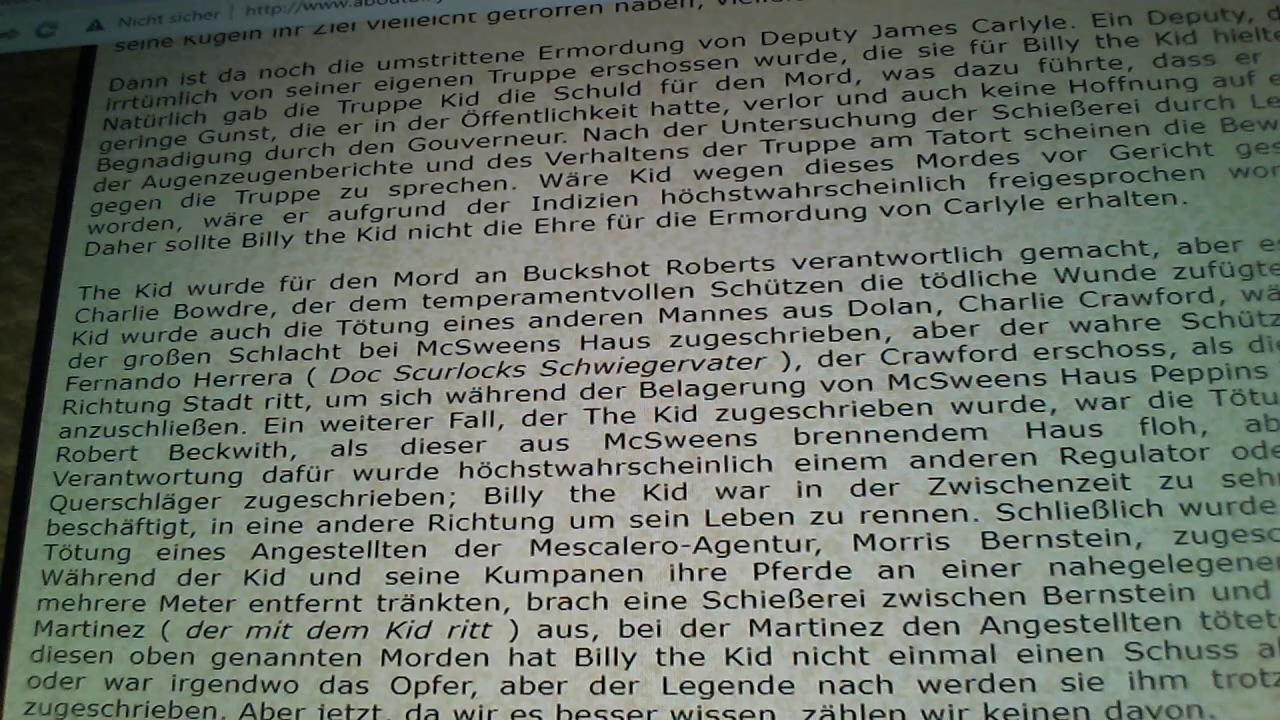 Nicht sicher | http://www.
seine Kugeln ihr Ziel vielleicht getroffen haben,
Dann ist da noch die umstrittene Ermordung von Deputy James Carlyle. Ein Deputy,
irrtümlich von seiner eigenen Truppe erschossen wurde, die sie für Billy the Kid
Natürlich gab die Truppe Kid die Schuld für den Mord, was dazu führte, dass er
geringe Gunst, die er in der Öffentlichkeit hatte, verlor und auch keine Hoffnung auf
Begnadigung durch den Gouverneur. Nach der Untersuchung der Schießerei durch
der Augenzeugenberichte und des Verhaltens der Truppe am Tatort scheinen die
gegen die Truppe zu sprechen. Wäre Kid wegen dieses Mordes vor Gericht
worden, wäre er aufgrund der Indizien höchstwahrscheinlich freigesprochen
Daher sollte Billy the Kid nicht die Ehre für die Ermordung von Carlyle erhalten.
The Kid wurde für den Mord an Buckshot Roberts verantwortlich gemacht, aber
Charlie Bowdre, der dem temperamentvollen Schützen die tödliche Wunde zufügte
Kid wurde auch die Tötung eines anderen Mannes aus Dolan, Charlie Crawford,
der großen Schlacht bei McSweens Haus zugeschrieben, aber der wahre
Fernando Herrera ( Doc Scurlocks Schwiegervater ), der Crawford erschoss, als
Richtung Stadt ritt, um sich während der Belagerung von McSweens Haus Peppins
anzuschließen. Ein weiterer Fall, der The Kid zugeschrieben wurde, war die
Robert Beckwith, als dieser aus McSweens brennendem Haus floh,
Verantwortung dafür wurde höchstwahrscheinlich einem anderen Regulator
Querschläger zugeschrieben; Billy the Kid war in der Zwischenzeit zu
beschäftigt, in eine andere Richtung um sein Leben zu rennen. Schließlich wurde
Tötung eines Angestellten der Mescalero-Agentur, Morris Bernstein,
Während der Kid und seine Kumpanen ihre Pferde an einer
mehrere Meter entfernt tränkten, brach eine Schießerei zwischen Bernstein und
Martinez ( der mit dem Kid ritt ) aus, bei der Martinez den Angestellten
diesen oben genannten Morden hat Billy the Kid nicht einmal einen Schuss
oder war irgendwo das Opfer, aber der Legende nach werden sie ihm
zugeschrieben. Aber jetzt, da wir es besser wissen, zählen wir keinen davon.